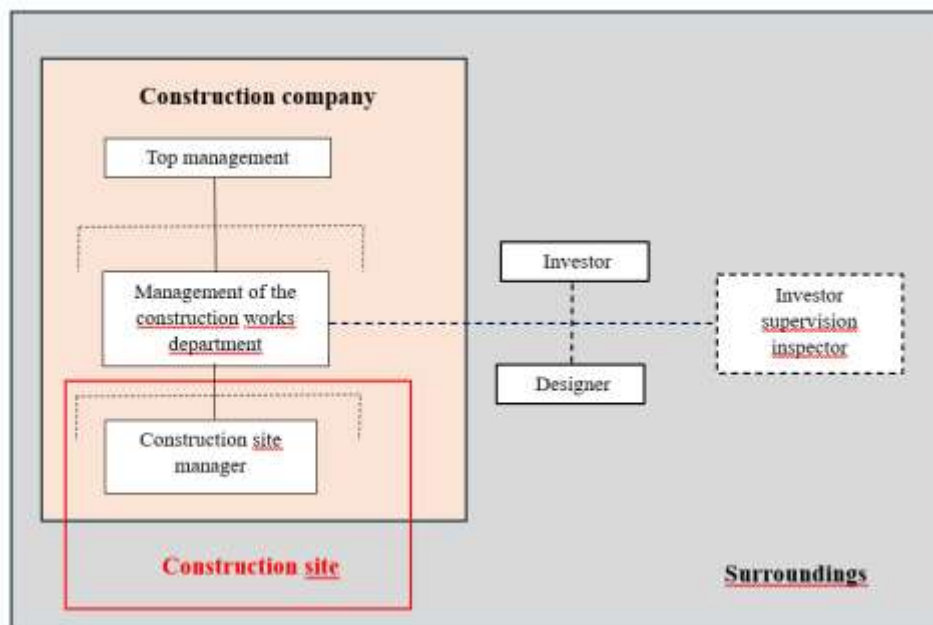 Construction company
Top management
Management of the
construction works
department
Investor
Designer
Investor
supervision
inspector
Construction site
manager
Construction site
Surroundings